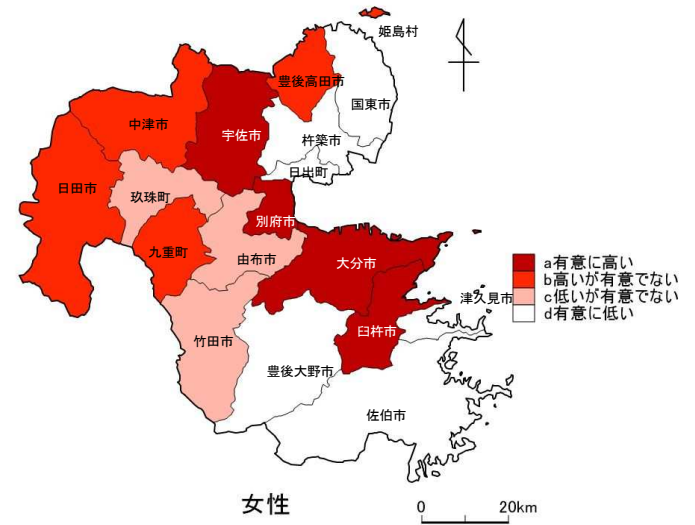 姫島村
豊後高田市
国東市
中津市
宇佐市
杵築市
日出町
日田市
玖珠町
別府市
九重町
由布市
大分市
a有意に高い
b高いが有意でない
c低いが有意でない
d有意に低い
津久見市
臼杵市
竹田市
豊後大野市
佐伯市
女性
0 20km